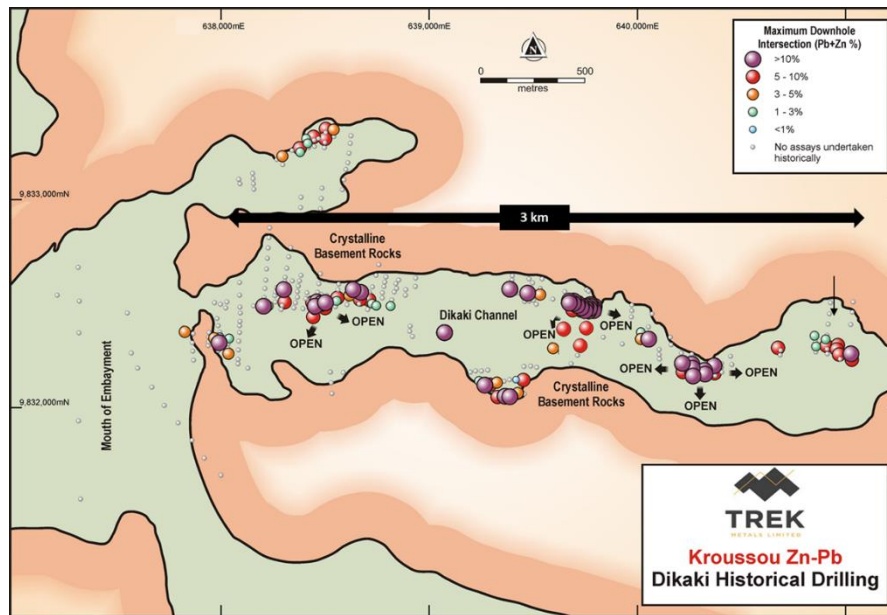 638,000mE
639,000mE
640,000mE
Maximum Downhole
Intersection (Pb+Zn %)
>10%
5 - 10%
3 - 5%
1 - 3%
<1%
No assays undertaken
historically
N
0
500
metres
9,833,000mN
3 km
Crystalline
Basement Rocks
Dikaki Channel
OPEN
OPEN
OPEN
OPEN
OPEN
OPEN
OPEN
Crystalline
Basement Rocks
9,832,000mN
Mouth of Embayment
TREK
METALS LIMITED
Kroussou Zn-Pb
Dikaki Historical Drilling